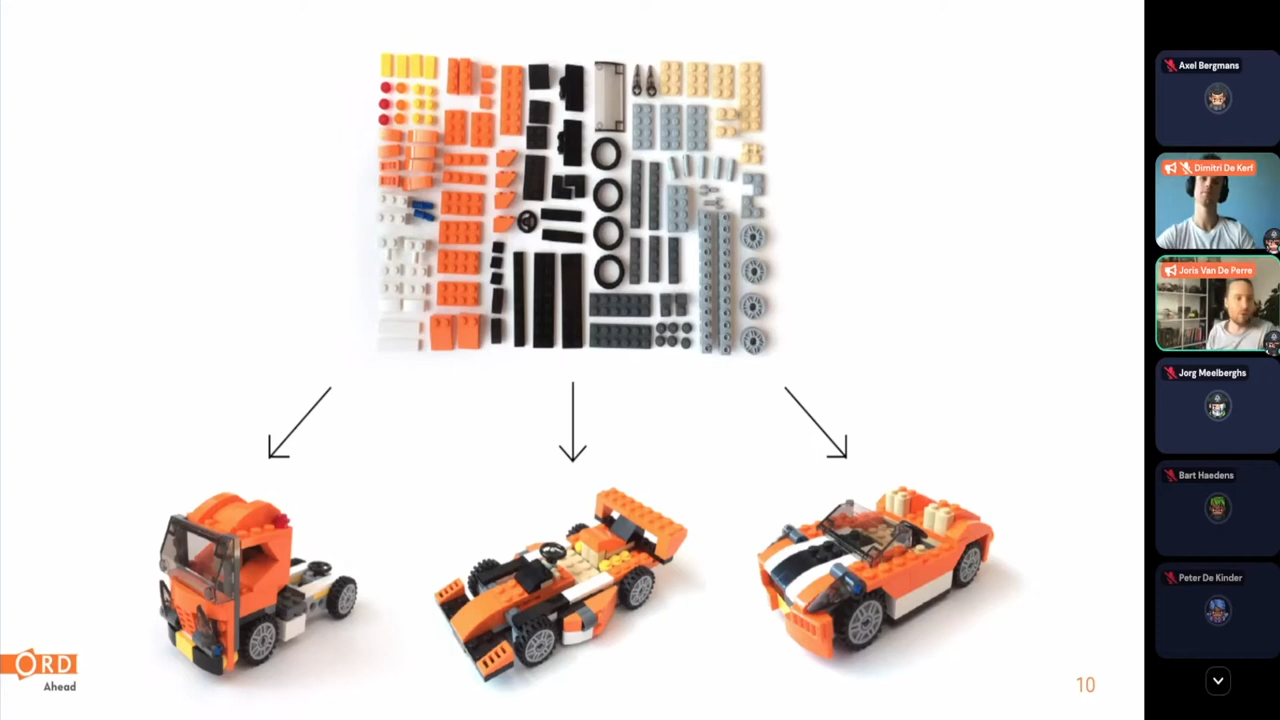 Axel Bergmans
Dimitri De Kerf
Joris Van De Perre
Jorg Meelberghs
Bart Haedens
Peter De Kinder
ORD
Ahead
10